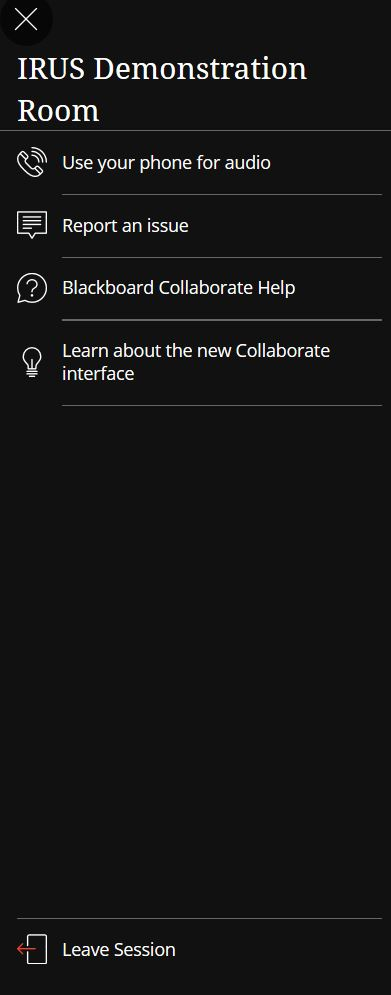 IRUS Demonstration
Room
Use your phone for audio
Report an issue
Blackboard Collaborate Help
Learn about the new Collaborate
interface
Leave Session